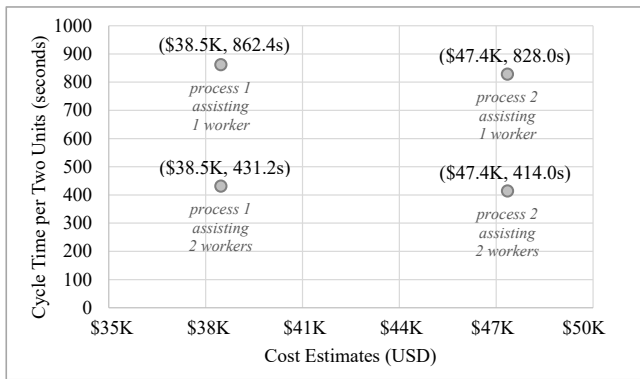 Cycle Time per Two Units (seconds)
1000
900
800
700
600
500
400
300
200
100
0
($38.5K, 862.4s)
process 1
assisting
1 worker
($47.4K, 828.0s)
process 2
assisting
1 worker
($38.5K, 431.2s)
process 1
assisting
2 workers
($47.4K, 414.0s)
process 2
assisting
2 workers
$35K $38K $41K $44K $47K $50K
Cost Estimates (USD)